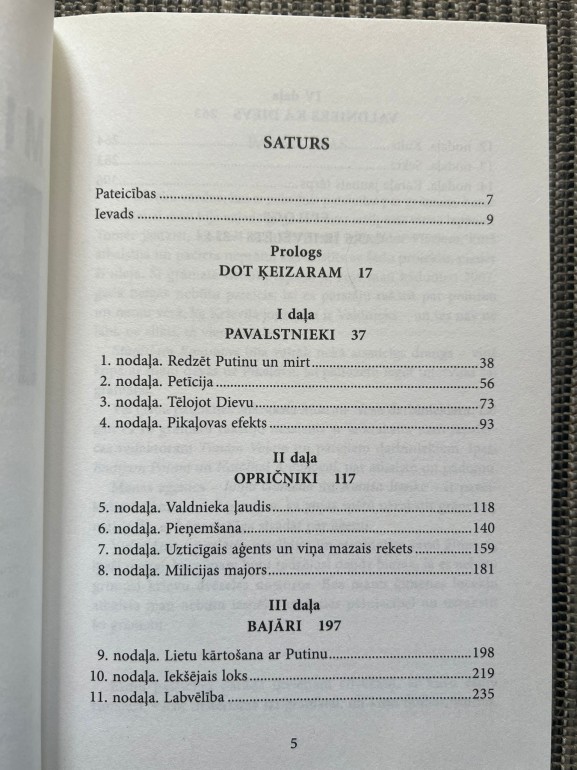 SATURS
Pateicības ........ 7
Ievads ........ 9
Prologs
DOT ĶEIZARAM 17
I daļa
PAVALSTNIEKI 37
1. nodaļa. Redzēt Putinu un mirt ........ 38
2. nodaļa. Petīcija ........ 56
3. nodaļa. Tēlojot Dievu ........ 73
4. nodaļa. Pikaļovas efekts ........ 93
II daļa
OPRIČŅIKI 117
5. nodaļa. Valdnieka ļaudis ........ 118
6. nodaļa. Pieņemšana ........ 140
7. nodaļa. Uzticīgais aģents un viņa mazais rekets ........ 159
8. nodaļa. Milicijas majors ........ 181
III daļa
BAJĀRI 197
9. nodaļa. Lietu kārtošana ar Putinu ........ 198
10. nodaļa. Iekšējais loks ........ 219
11. nodaļa. Labvēlība ........ 235
5